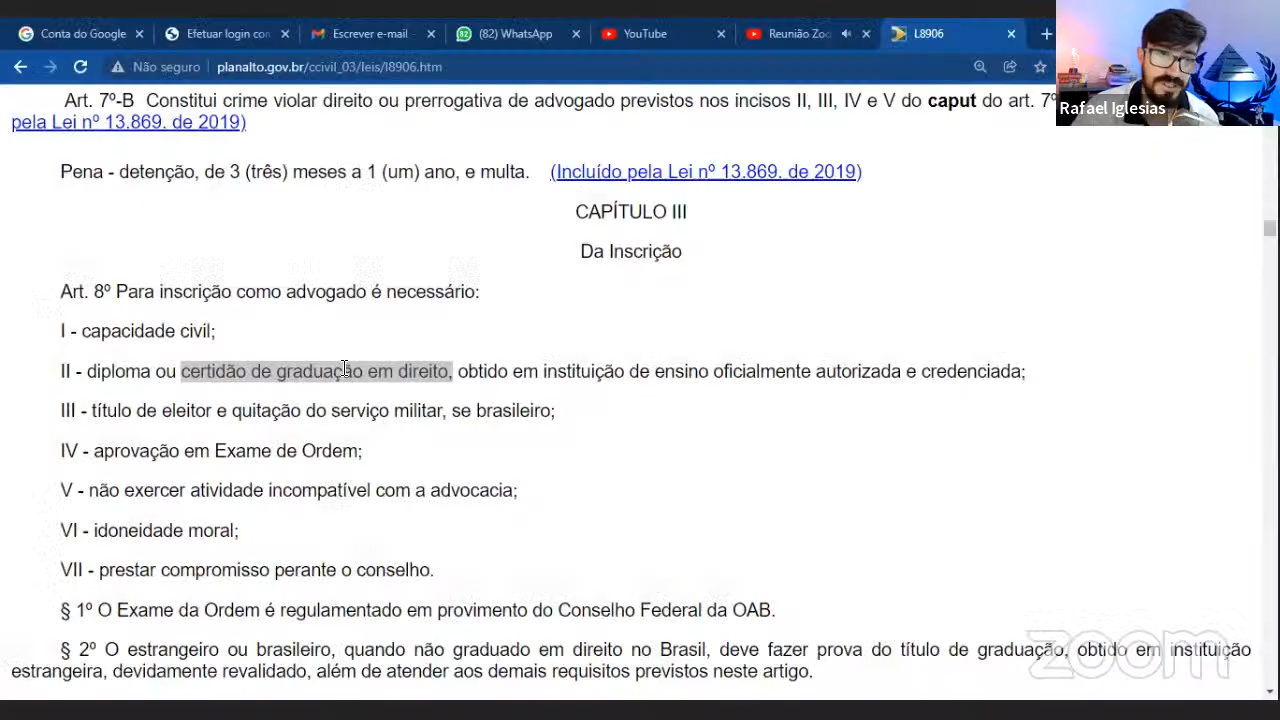 Conta do Google
Efetuar login con
Escrever e-mail
(82) WhatsApp
YouTube
Reunião Zoo
L8906
Não seguro
planalto.gov.br/ccivil_03/leis/l8906.htm
Rafael Iglesias
Art. 7º-B Constitui crime violar direito ou prerrogativa de advogado previstos nos incisos II, III, IV e V do caput do art. 7º
pela Lei nº 13.869. de 2019)
Pena - detenção, de 3 (três) meses a 1 (um) ano, e multa. (Incluído pela Lei nº 13.869. de 2019)
CAPÍTULO III
Da Inscrição
Art. 8º Para inscrição como advogado é necessário:
I - capacidade civil;
II - diploma ou certidão de graduação em direito, obtido em instituição de ensino oficialmente autorizada e credenciada;
III - título de eleitor e quitação do serviço militar, se brasileiro;
IV - aprovação em Exame de Ordem;
V - não exercer atividade incompatível com a advocacia;
VI - idoneidade moral;
VII - prestar compromisso perante o conselho.
§ 1º O Exame da Ordem é regulamentado em provimento do Conselho Federal da OAB.
§ 2º O estrangeiro ou brasileiro, quando não graduado em direito no Brasil, deve fazer prova do título de graduação, obtido em instituição
estrangeira, devidamente revalidado, além de atender aos demais requisitos previstos neste artigo.
zoom